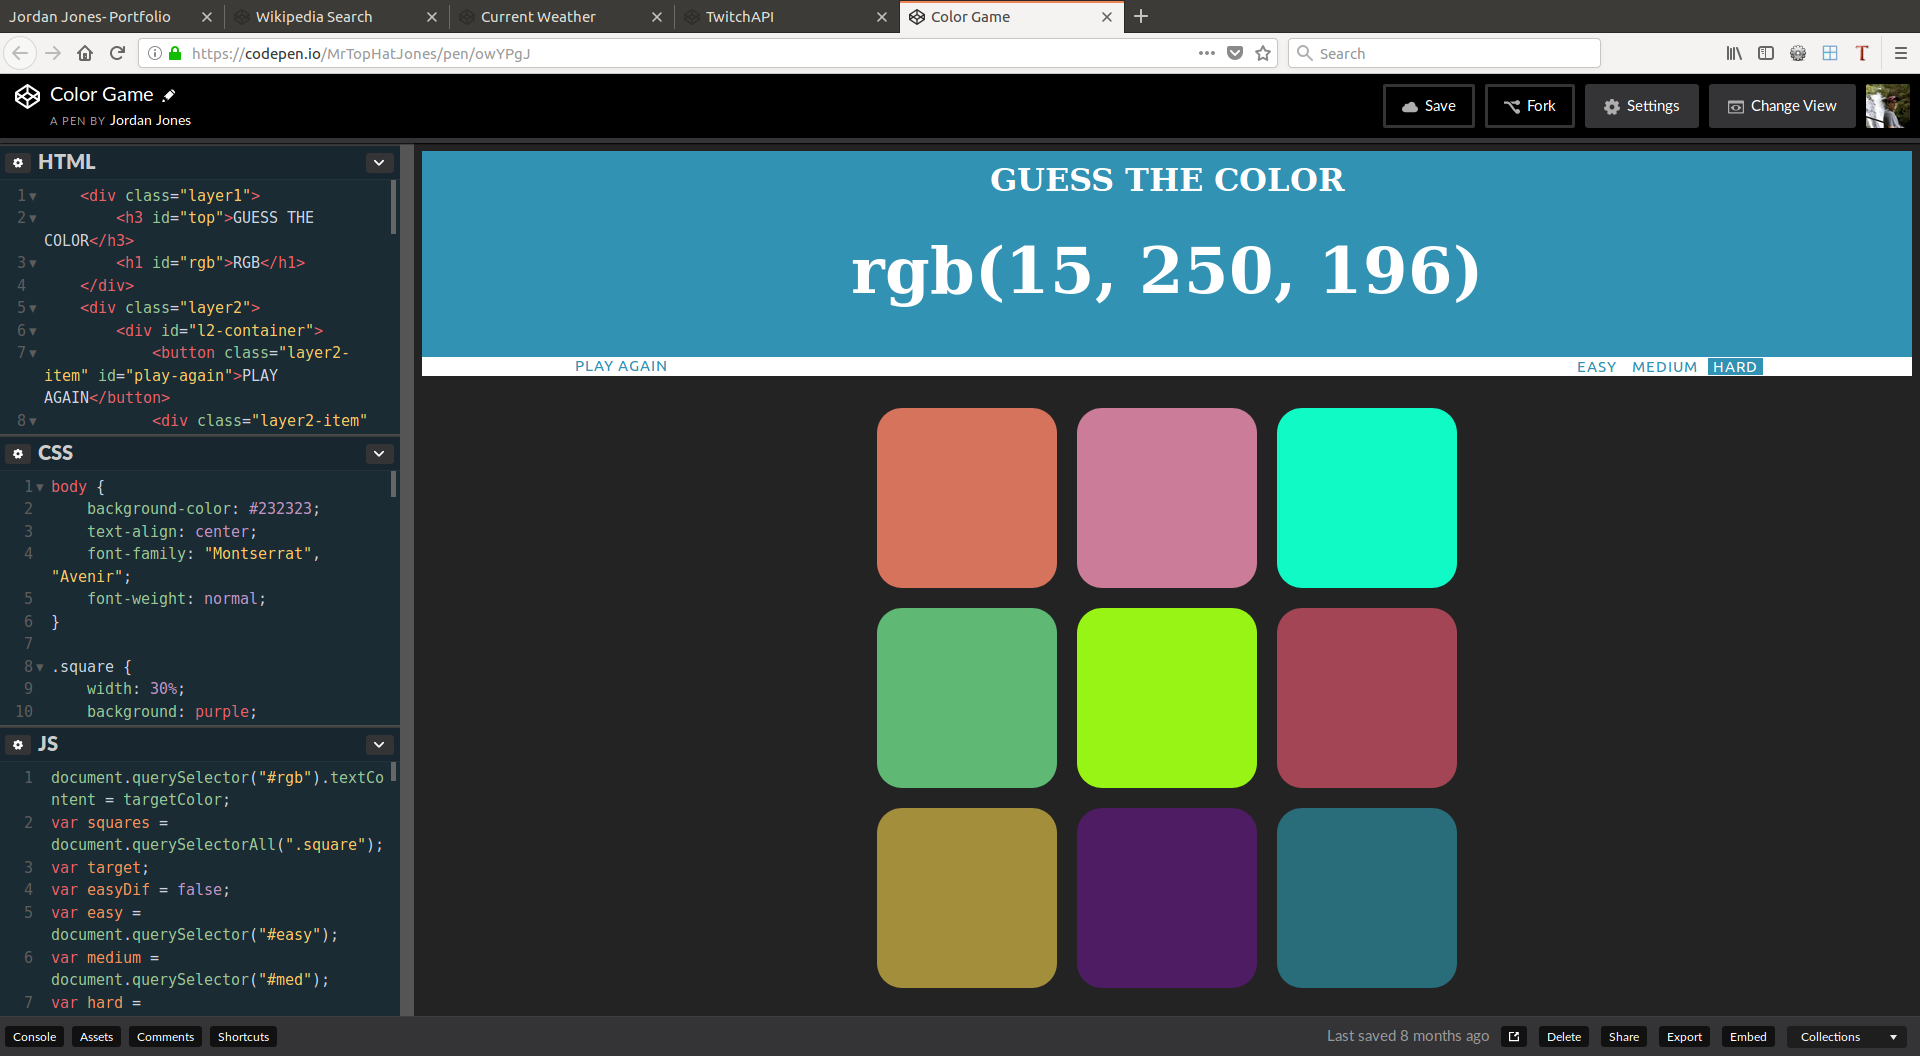 Jordan Jones- Portfolio
Wikipedia Search
Current Weather
TwitchAPI
Color Game
https://codepen.io/MrTopHatJones/pen/owYPgJ
Search
Color Game
A PEN BY Jordan Jones
Save
Fork
Settings
Change View
HTML
1 <div class="layer1">
2 <h3 id="top">GUESS THE
COLOR</h3>
3 <h1 id="rgb">RGB</h1>
4 </div>
5 <div class="layer2">
6 <div id="l2-container">
7 <button class="layer2-
item" id="play-again">PLAY
AGAIN</button>
8 <div class="layer2-item"
CSS
1 body {
2 background-color: #232323;
3 text-align: center;
4 font-family: "Montserrat",
"Avenir";
5 font-weight: normal;
6 }
7
8 .square {
9 width: 30%;
10 background: purple;
JS
1 document.querySelector("#rgb").textCo
ntent = targetColor;
2 var squares =
document.querySelectorAll(".square");
3 var target;
4 var easyDif = false;
5 var easy =
document.querySelector("#easy");
6 var medium =
document.querySelector("#med");
7 var hard =
GUESS THE COLOR
rgb(15, 250, 196)
PLAY AGAIN
EASY MEDIUM HARD
Console
Assets
Comments
Shortcuts
Last saved 8 months ago
Delete
Share
Export
Embed
Collections